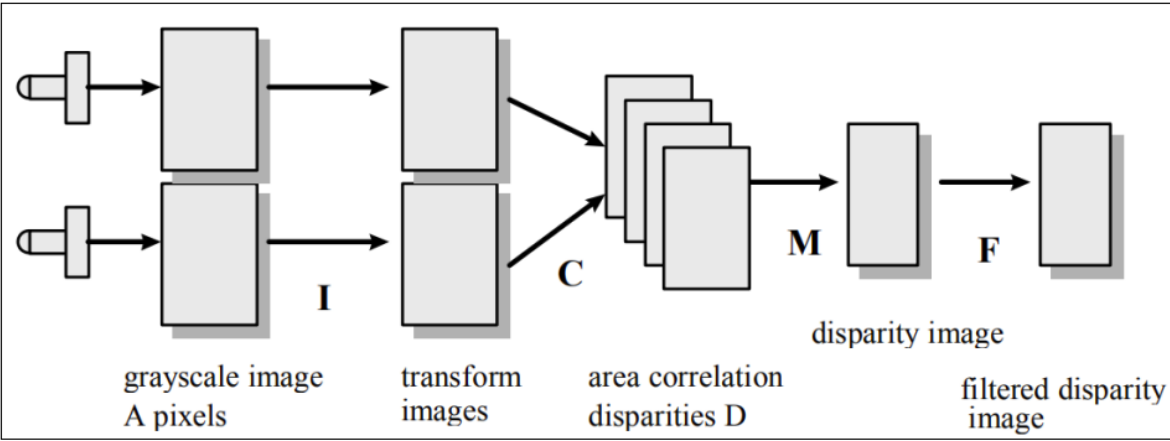 I
C
M
F
grayscale image
A pixels
transform
images
area correlation
disparities D
disparity image
filtered disparity
image